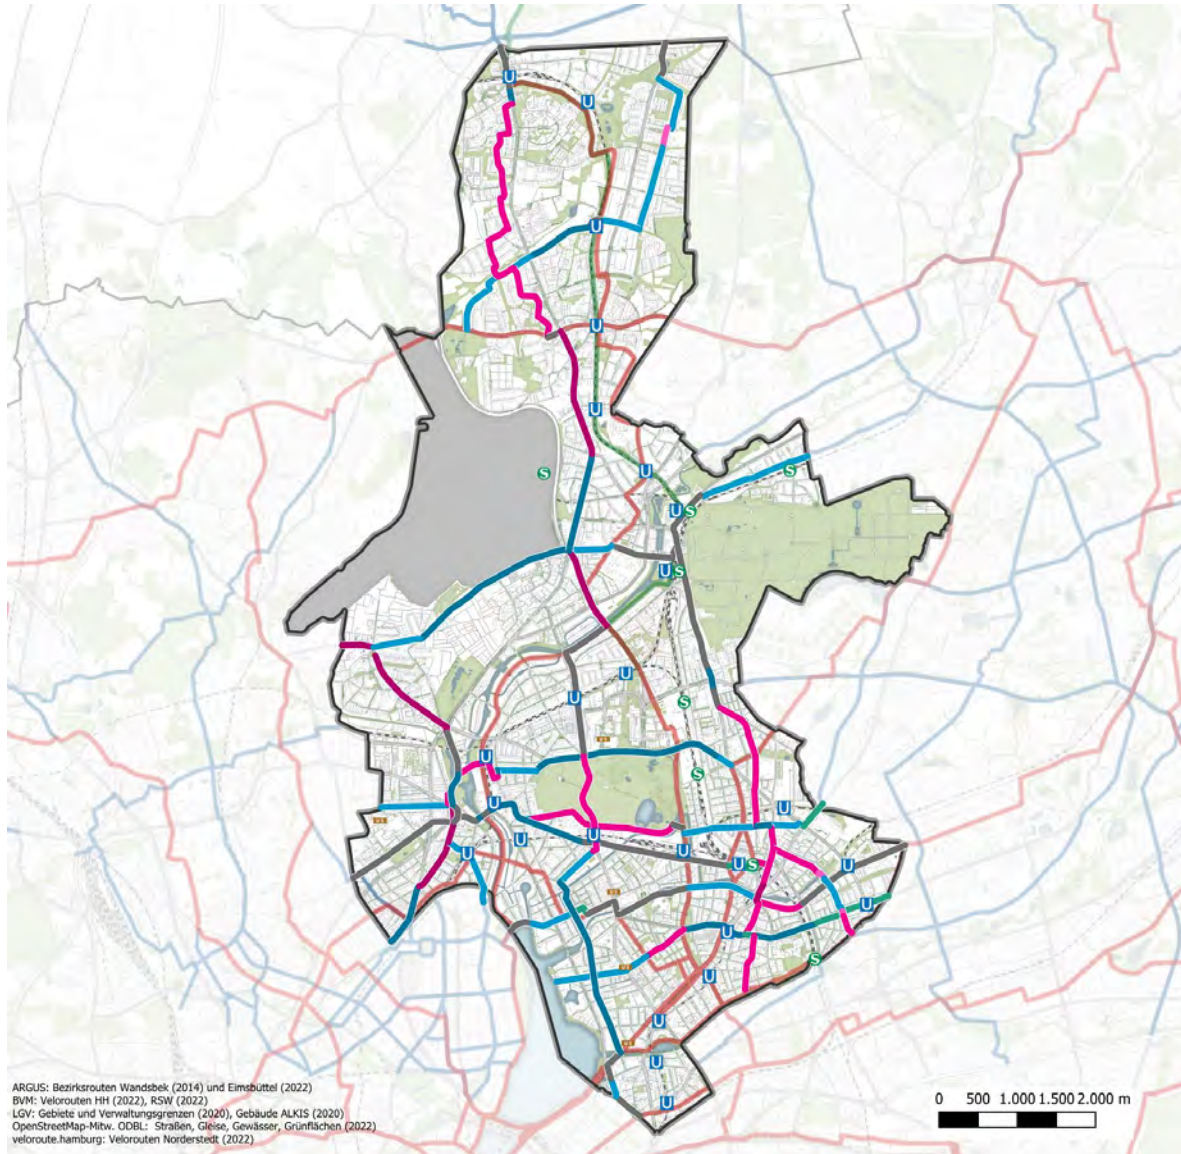 U
U
U
U
U
U
S
U
S
U
S
U
S
U
U
S
U
S
U
U
U
U
U
U
U
S
U
U
U
U
S
U
U
U
U
ARGUS: Bezirksrouten Wandsbek (2014) und Eimsbüttel (2022)
BVM: Velorouten HH (2022), RSW (2022)
LGV: Gebiete und Verwaltungsgrenzen (2020), Gebäude ALKIS (2020)
OpenStreetMap-Mitw. ODBL: Straßen, Gleise, Gewässer, Grünflächen (2022)
veloroute.hamburg: Velorouten Norderstedt (2022)
0 500 1.000 1.500 2.000 m